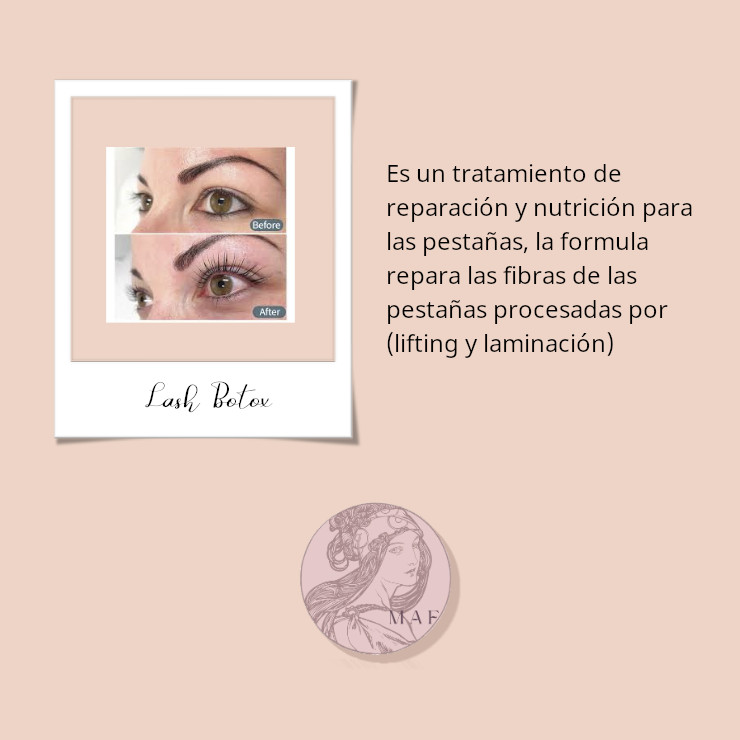 Before
After
Lash Botox
Es un tratamiento de
reparación y nutrición para
las pestañas, la formula
repara las fibras de las
pestañas procesadas por
(lifting y laminación)